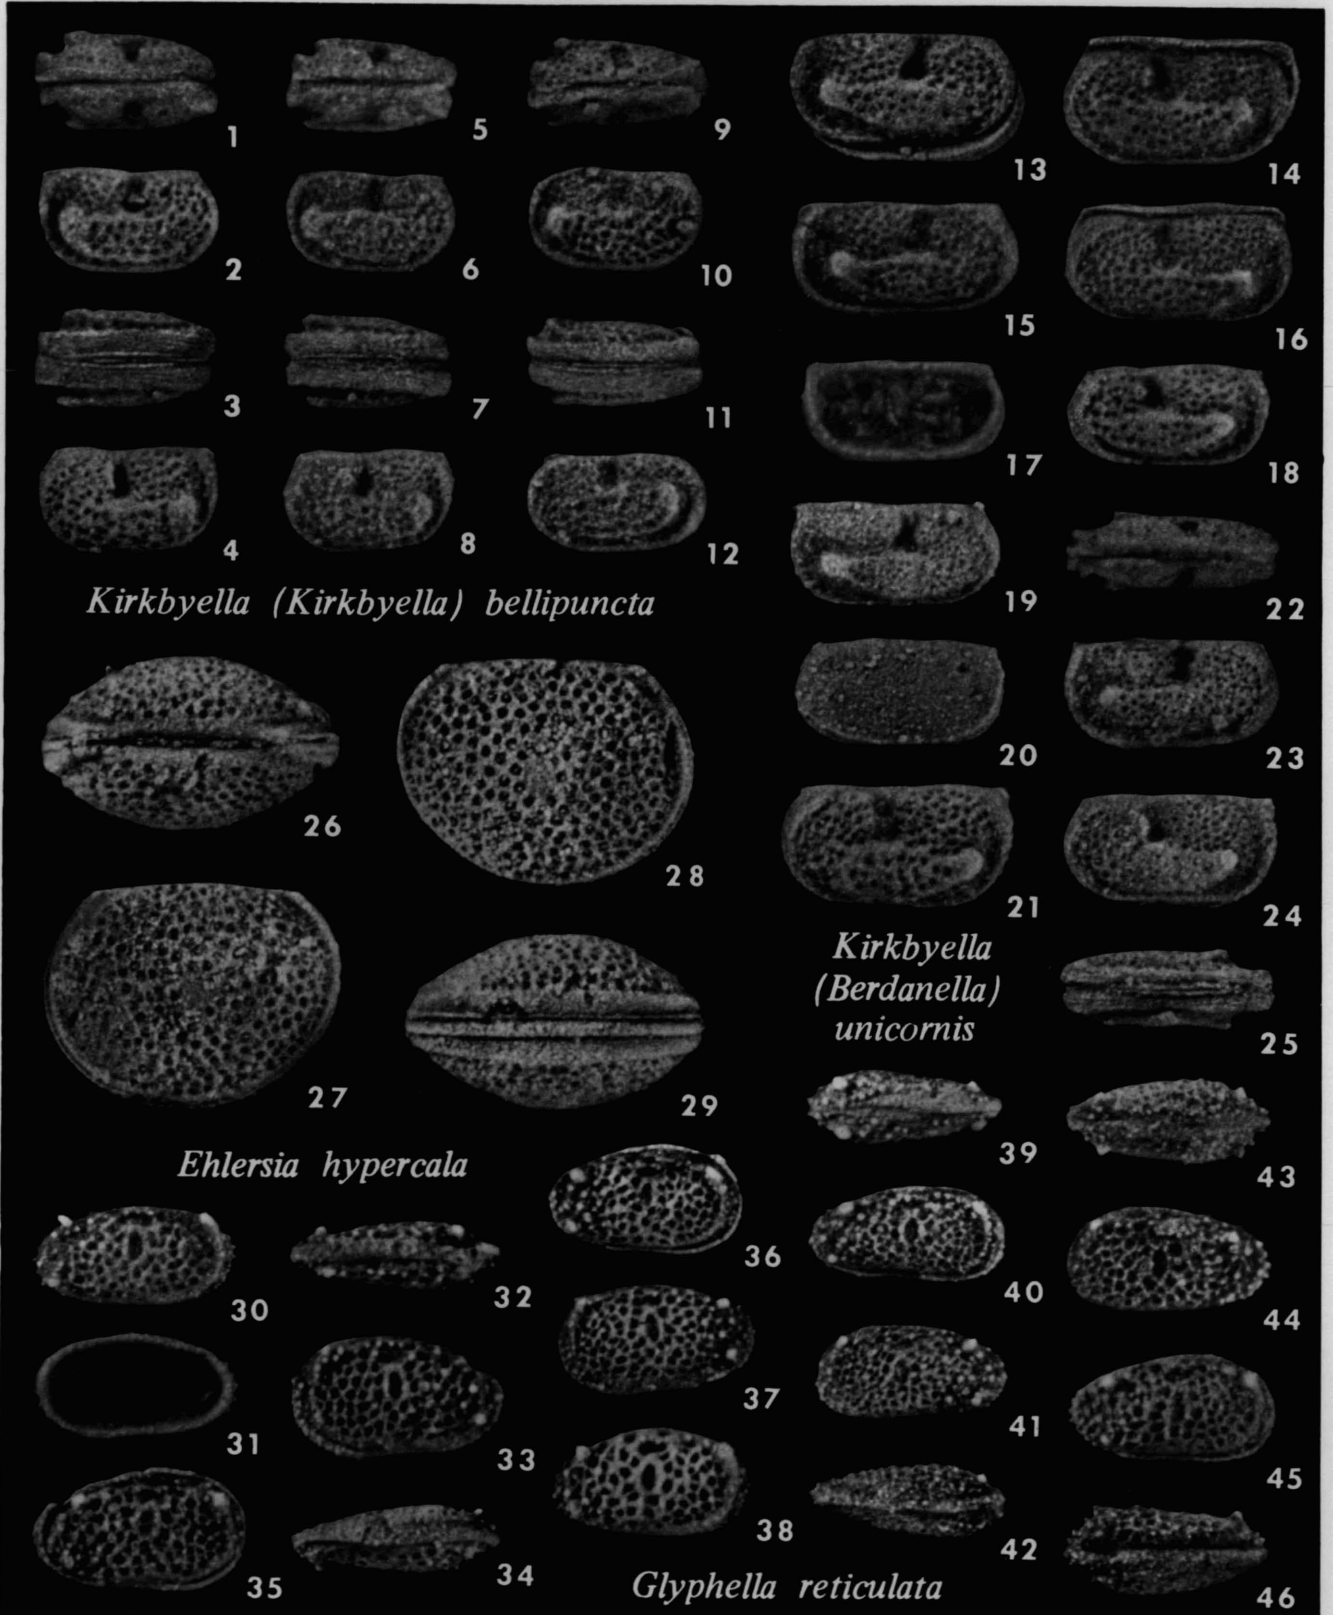 1 5 9 13 14
2 6 10
15 16
3 7 11
17 18
4 8 12
Kirkbyella (Kirkbyella) bellipuncta
19 22
20 23
26 28
21 24
Kirkbyella
(Berdanella)
unicornis
25
27 29
39 43
Ehlersia hypercala
30 32 36 40 44
31 33 37 41 45
35 34 38 42 46
Glyphella reticulata